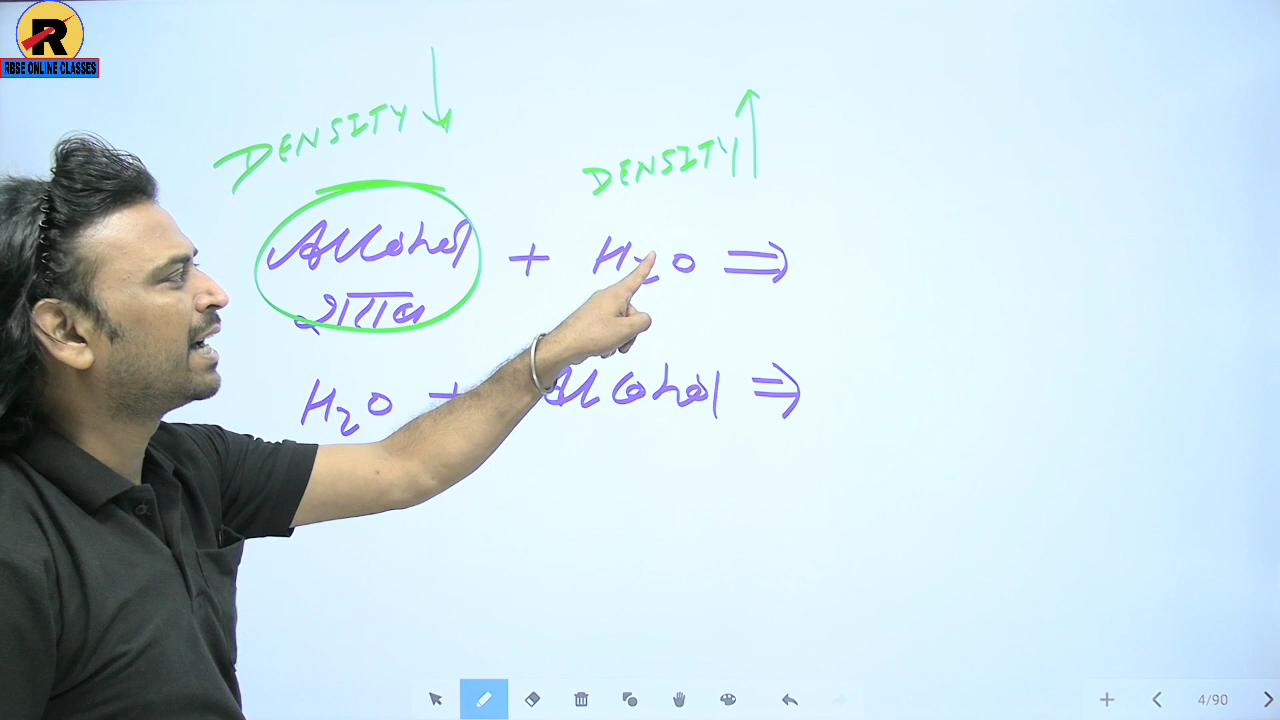 RBSE ONLINE CLASSES
DENSITY ↓
DENSITY ↑
Alcohol + H2O ⇒
शराब
H2O + Alcohol ⇒
4/90